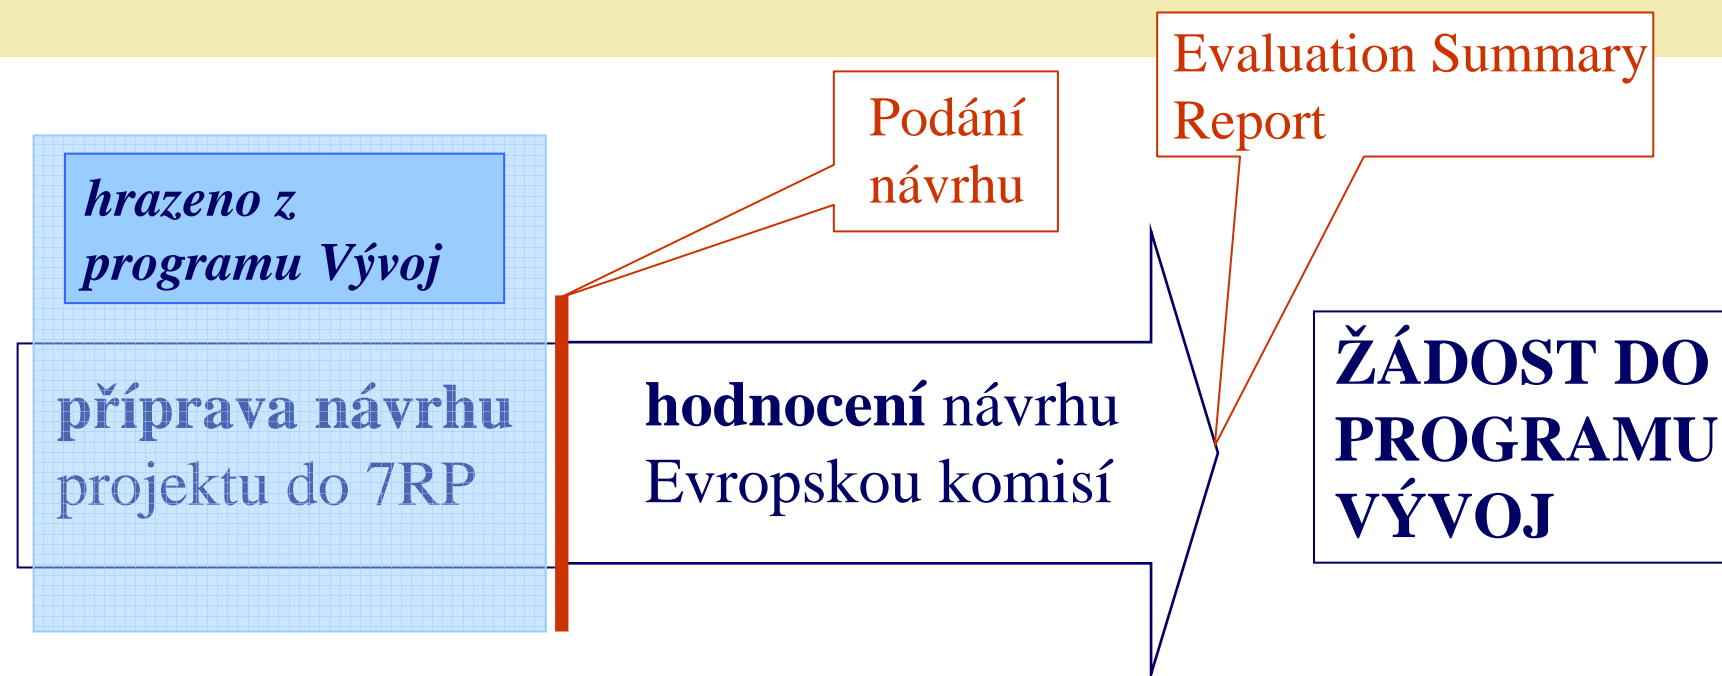 Evaluation Summary
Report
Podání
návrhu
hrazeno z
programu Vývoj
příprava návrhu
projektu do 7RP
hodnocení návrhu
Evropskou komisí
ŽÁDOST DO
PROGRAMU
VÝVOJ